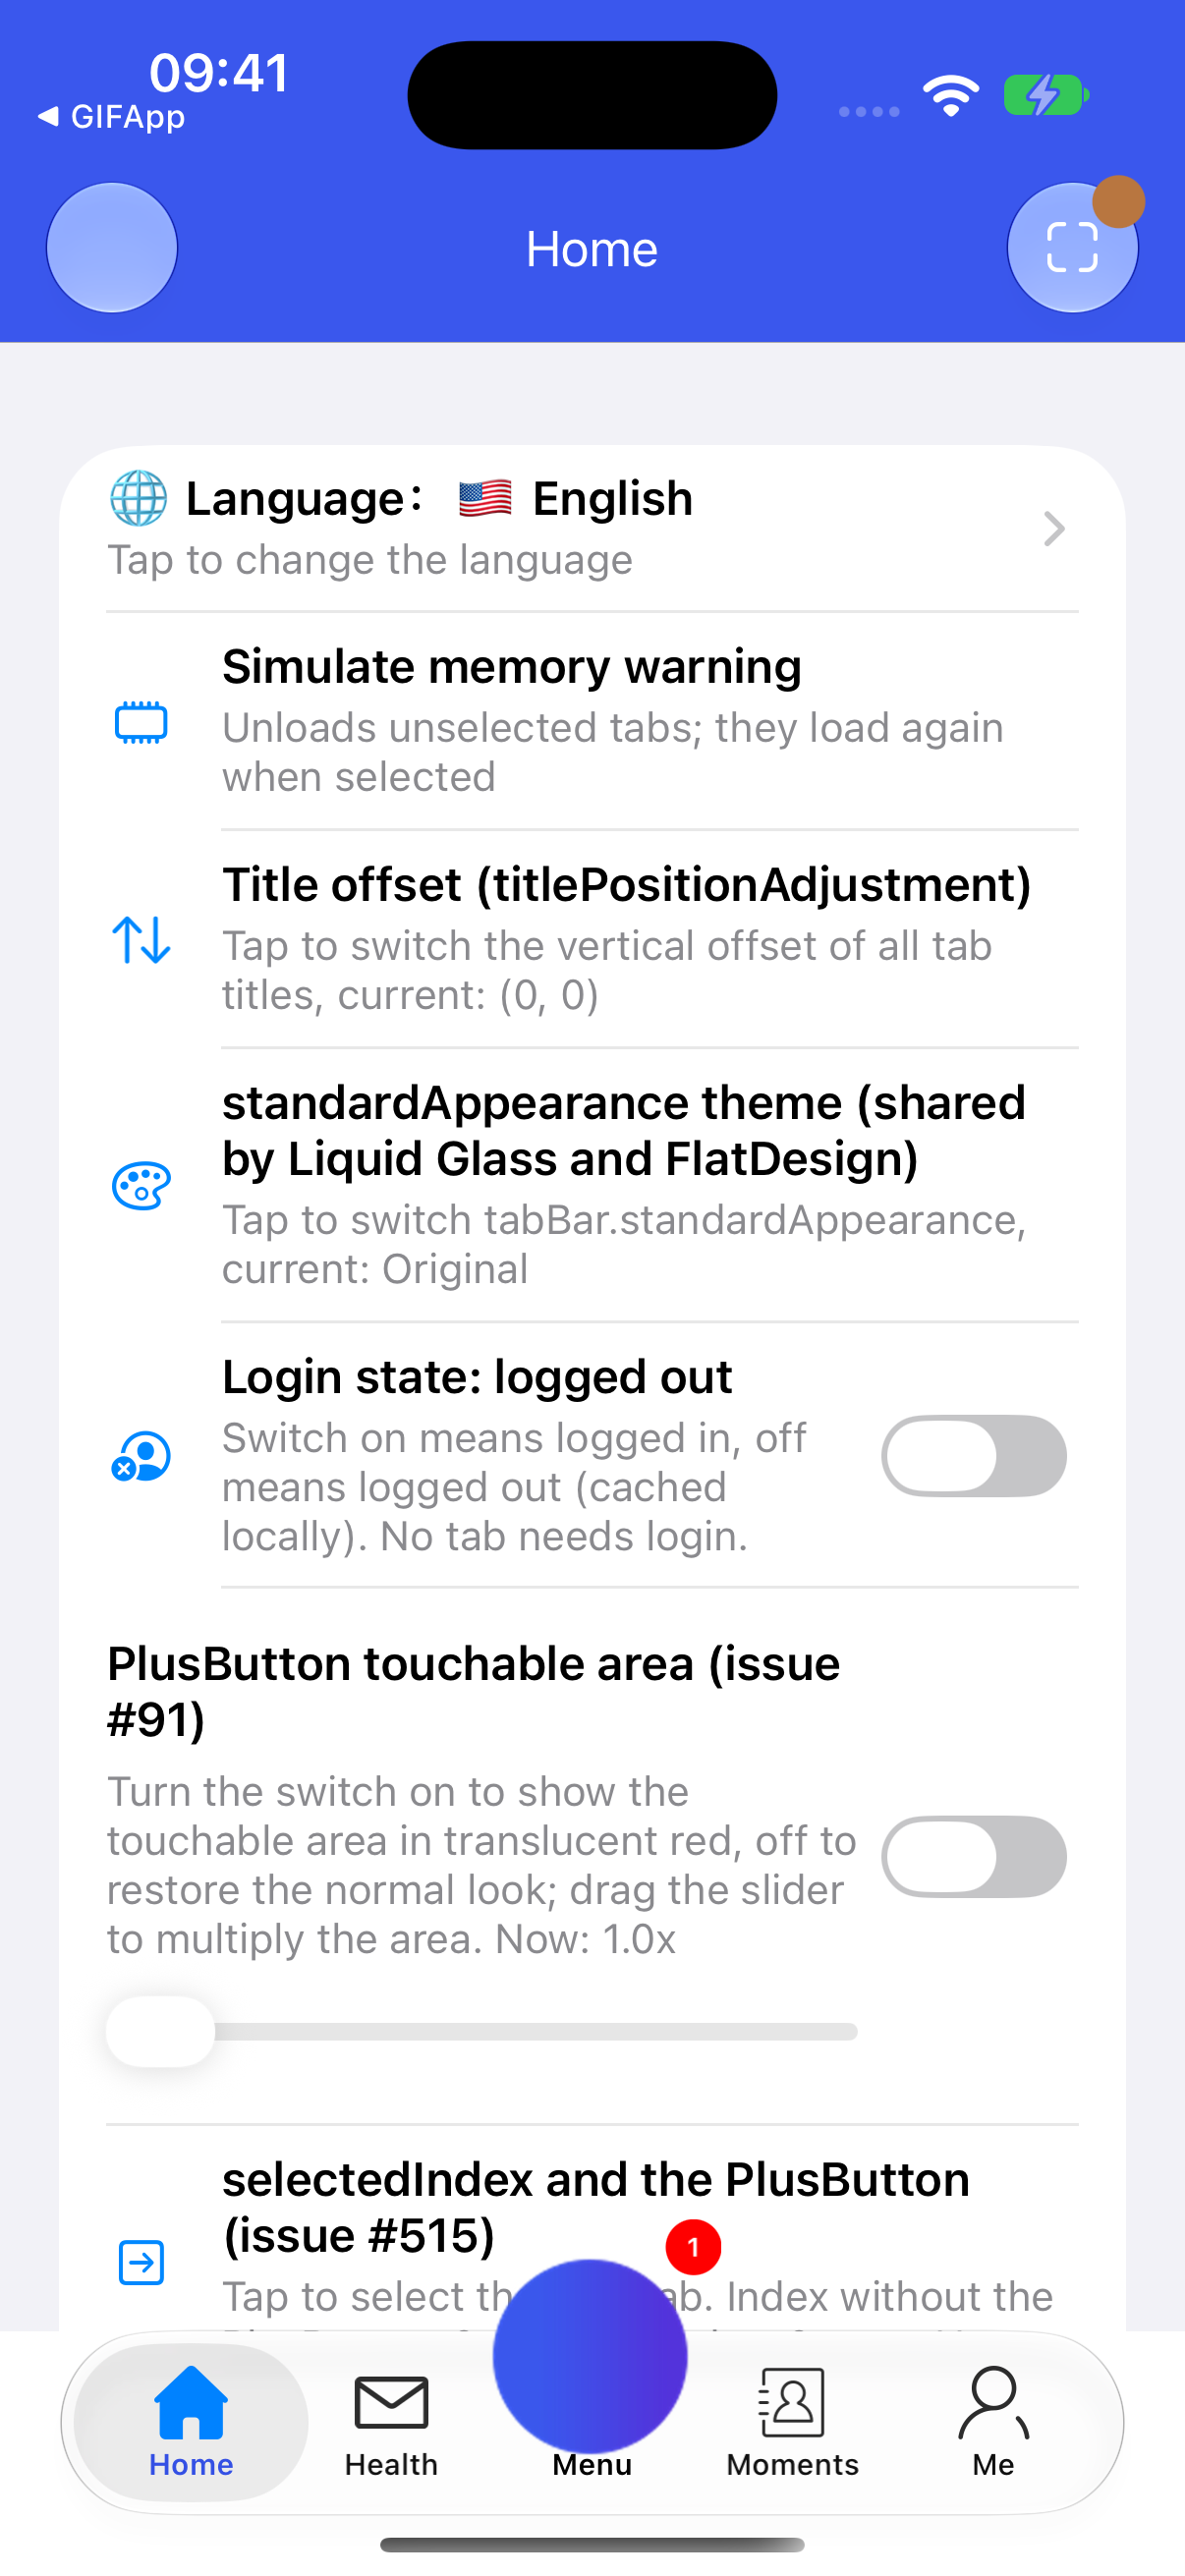 09:41
◀ GIFApp
Home
🌐 Language： 🇺🇸 English
Tap to change the language
Simulate memory warning
Unloads unselected tabs; they load again
when selected
Title offset (titlePositionAdjustment)
Tap to switch the vertical offset of all tab
titles, current: (0, 0)
standardAppearance theme (shared
by Liquid Glass and FlatDesign)
Tap to switch tabBar.standardAppearance,
current: Original
Login state: logged out
Switch on means logged in, off
means logged out (cached
locally). No tab needs login.
PlusButton touchable area (issue
#91)
Turn the switch on to show the
touchable area in translucent red, off to
restore the normal look; drag the slider
to multiply the area. Now: 1.0x
selectedIndex and the PlusButton
(issue #515)
1
Tap to select ab. Index without the
Home
Health
Menu
Moments
Me